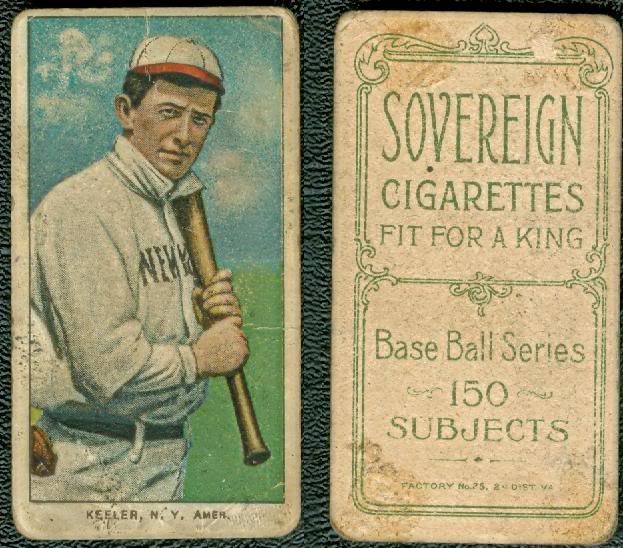 NEW
KEELER, N. Y. AMER.
SOVEREIGN
CIGARETTES
FIT FOR A KING
Base Ball Series
150
SUBJECTS
FACTORY No. 25, 2ND DIST. VA.